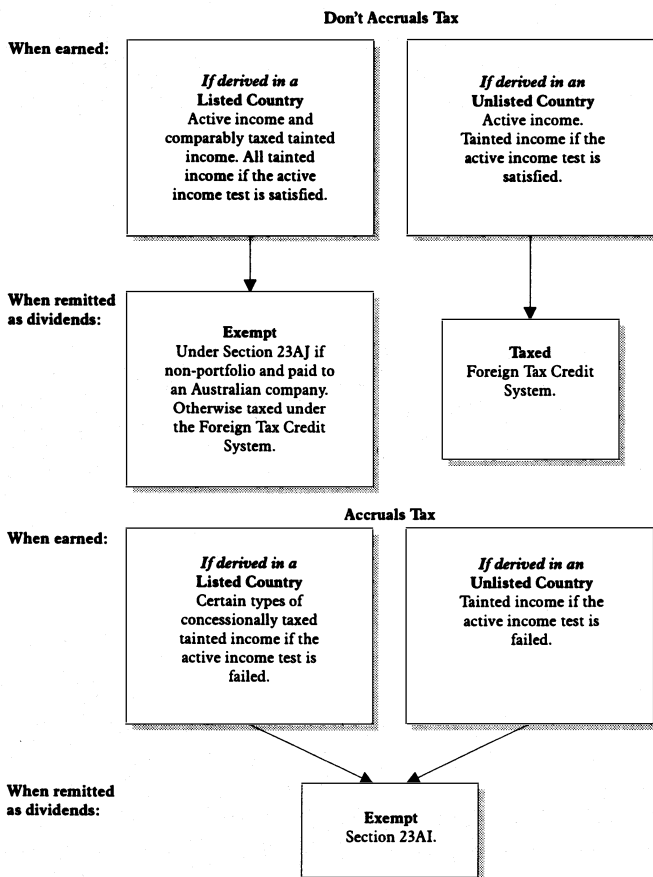 Don't Accruals Tax
When earned:
If derived in a
Listed Country
Active income and
comparably taxed tainted
income. All tainted
income if the active
income test is satisfied.
If derived in an
Unlisted Country
Active income.
Tainted income if the
active income test is
satisfied.
When remitted
as dividends:
Exempt
Under Section 23AJ if
non-portfolio and paid to
an Australian company.
Otherwise taxed under
the Foreign Tax Credit
System.
Taxed
Foreign Tax Credit
System.
Accruals Tax
When earned:
If derived in a
Listed Country
Certain types of
concessionally taxed
tainted income if the
active income test is
failed.
If derived in an
Unlisted Country
Tainted income if the
active income test is
failed.
When remitted
as dividends:
Exempt
Section 23AI.